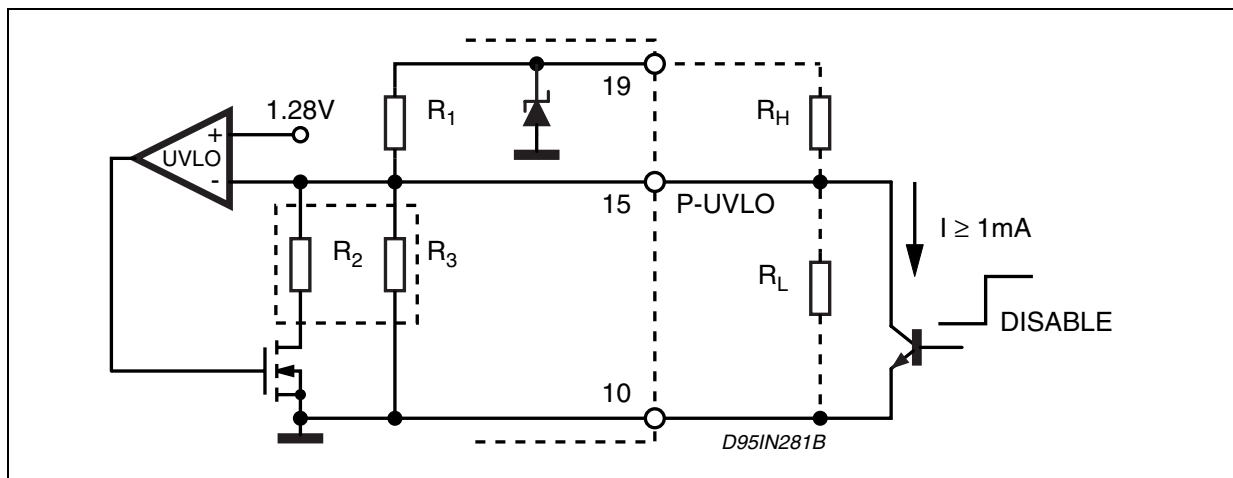 19
1.28V
R1
RH
+
UVLO
-
15
P-UVLO
I ≥ 1mA
R2
R3
RL
DISABLE
10
D95IN281B